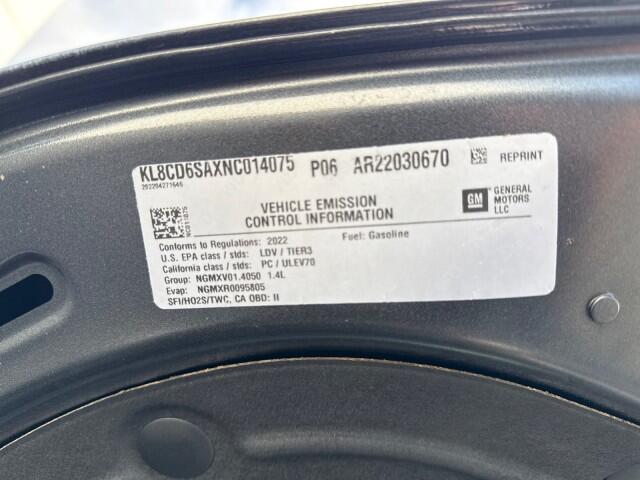 KL8CD6SAXNC014075 P06 AR22030670 REPRINT
202204271646
NC011075
VEHICLE EMISSION
CONTROL INFORMATION
GM GENERAL
MOTORS
LLC
Conforms to Regulations: 2022 Fuel: Gasoline
U.S. EPA class / stds: LDV / TIER3
California class / stds: PC / ULEV70
Group: NGMXV01.4050 1.4L
Evap: NGMXR0095805
SFI/HO2S/TWC, CA OBD: II